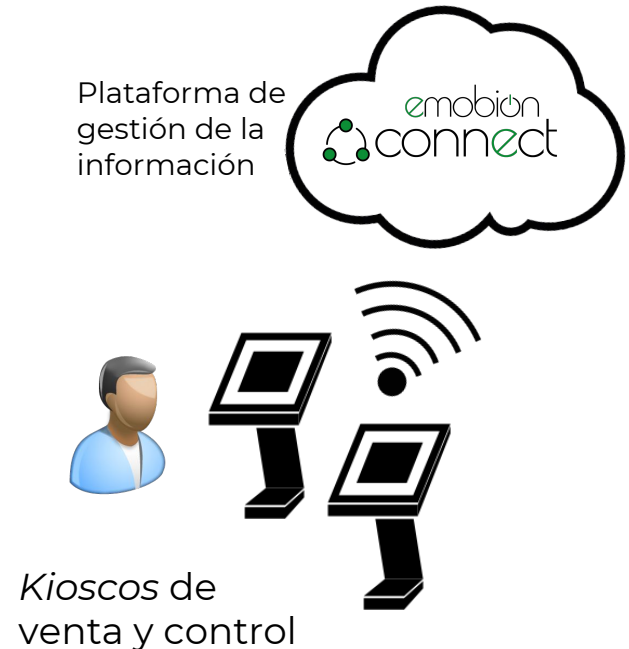 Plataforma de
gestión de la
información
emobion
connect
Kioscos de
venta y control